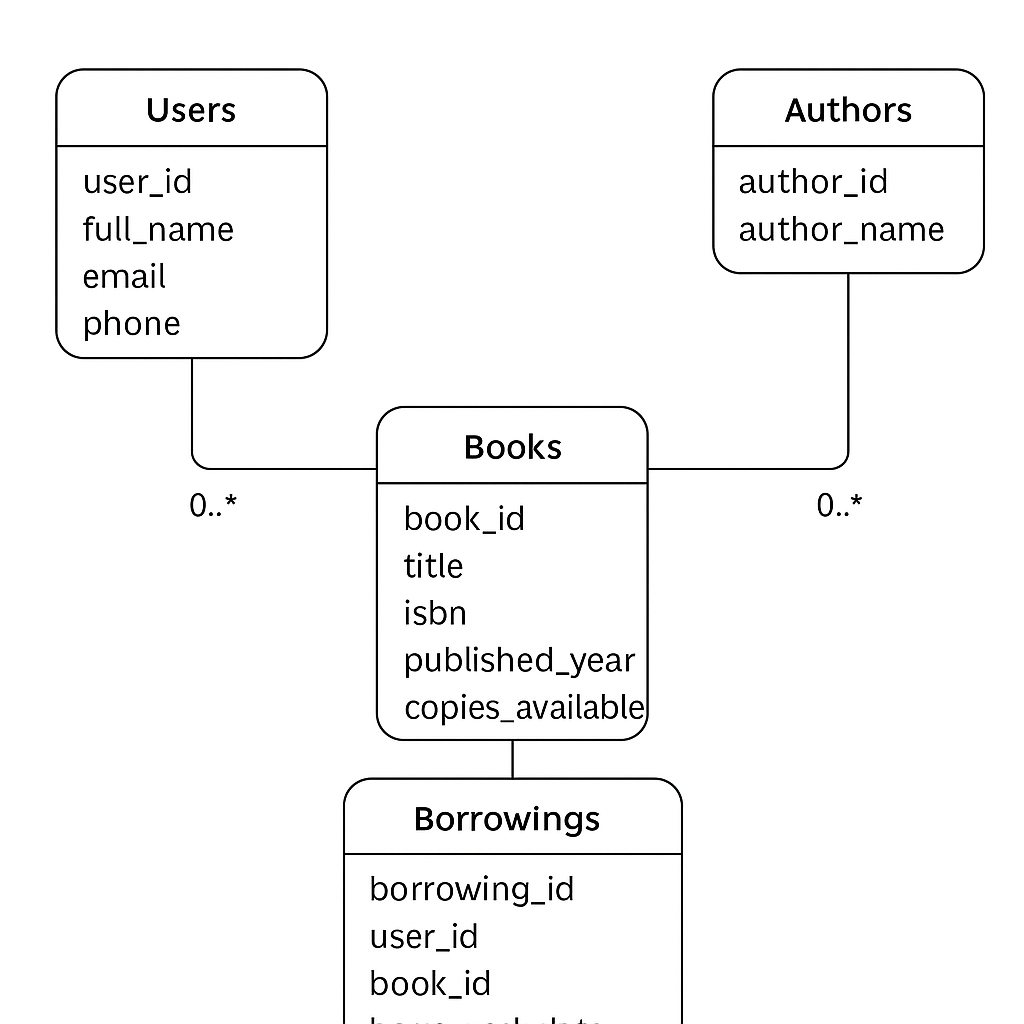 Users
user_id
full_name
email
phone
Authors
author_id
author_name
0..*
0..*
Books
book_id
title
isbn
published_year
copies_available
Borrowings
borrowing_id
user_id
book_id